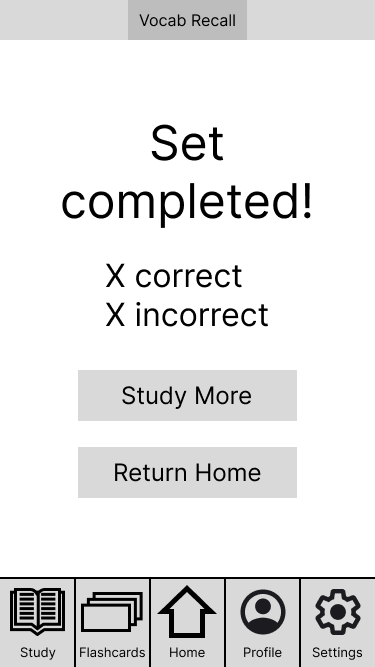 Vocab Recall
Set
completed!
X correct
X incorrect
Study More
Return Home
Study
Flashcards
Home
Profile
Settings